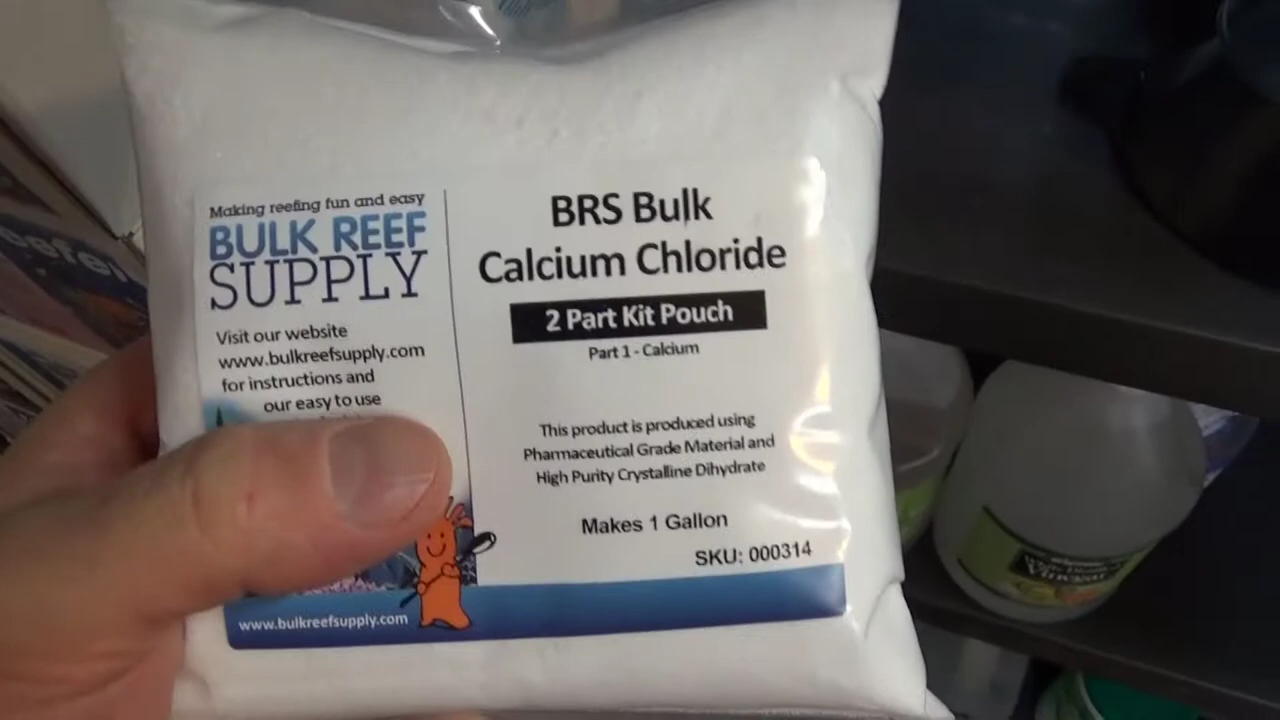 Making reefing fun and easy
BULK REEF
SUPPLY
Visit our website
www.bulkreefsupply.com
for instructions and
our easy to use
www.bulkreefsupply.com
BRS Bulk
Calcium Chloride
2 Part Kit Pouch
Part 1 - Calcium
This product is produced using
Pharmaceutical Grade Material and
High Purity Crystalline Dihydrate
Makes 1 Gallon
SKU: 000314
Vinegar